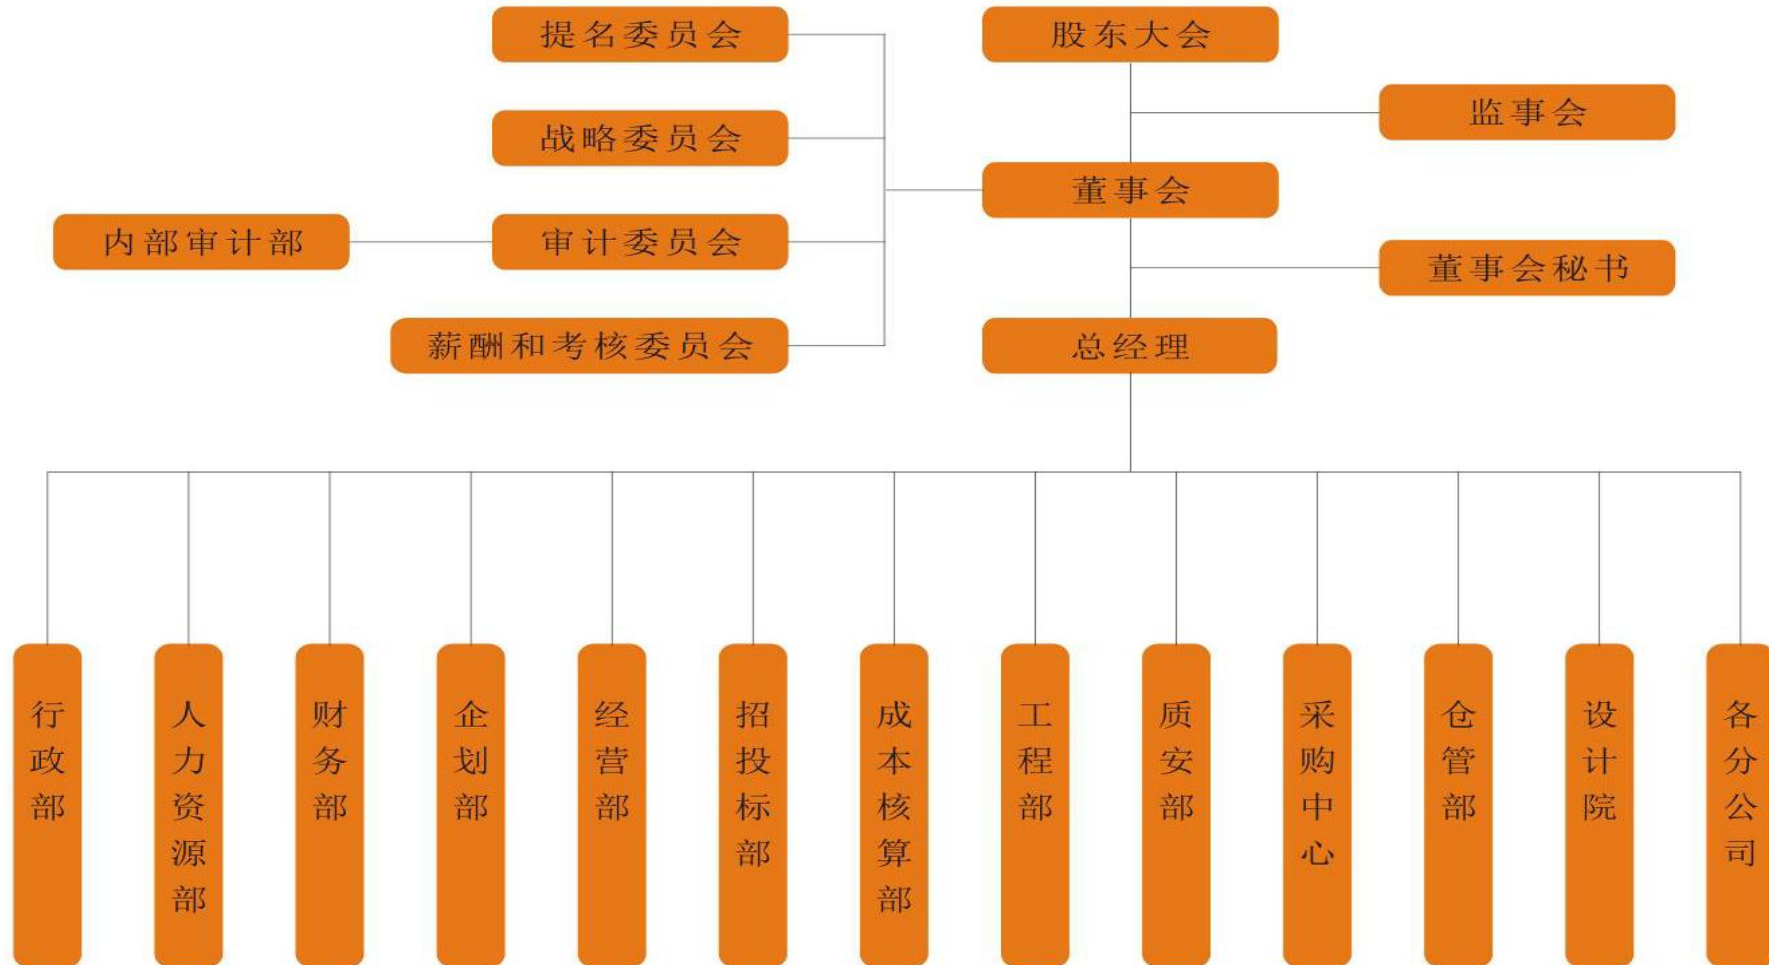 提名委员会
股东大会
监事会
战略委员会
董事会
内部审计部
审计委员会
董事会秘书
薪酬和考核委员会
总经理
行政部
人力资源部
财务部
企划部
经营部
招投标部
成本核算部
工程部
质安部
采购中心
仓管部
设计院
各分公司